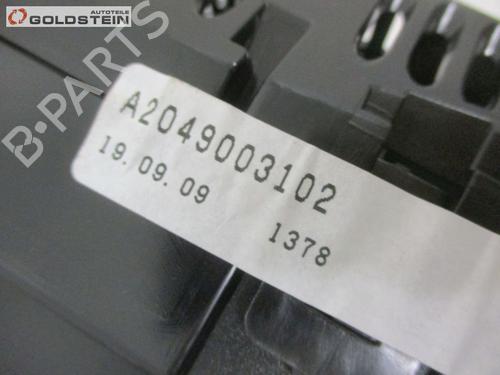 AUTOTEILE
GOLDSTEIN
B-PARTS
A2049003102
19.09.09
1378